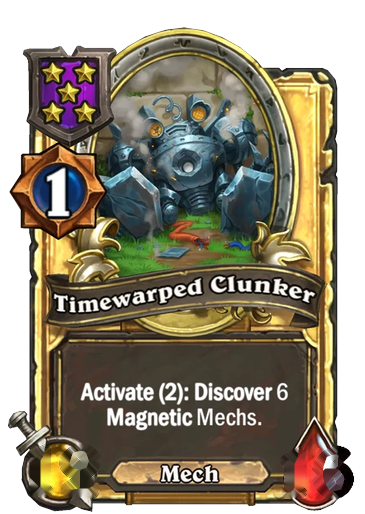 1
Timewarped Clunker
Activate (2): Discover 6
Magnetic Mechs.
Mech